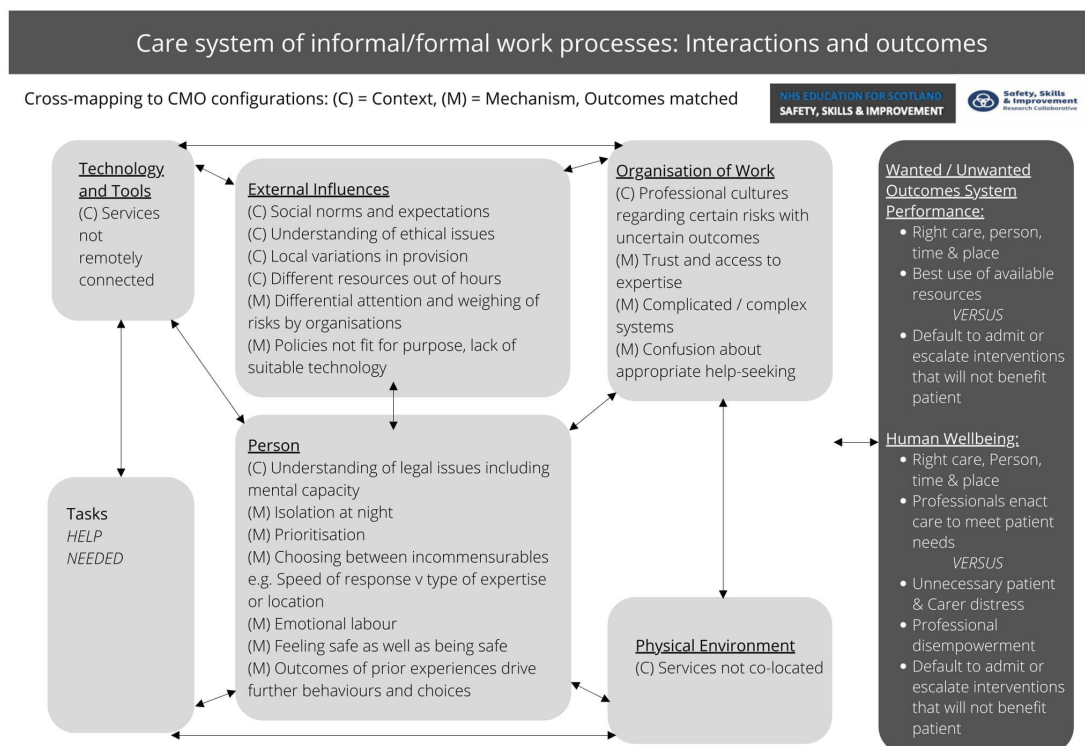 Care system of informal/formal work processes: Interactions and outcomes
Cross-mapping to CMO configurations: (C) = Context, (M) = Mechanism, Outcomes matched
NHS EDUCATION FOR SCOTLAND
SAFETY, SKILLS & IMPROVEMENT
Safety, Skills
& Improvement
Research Collaborative
Technology
and Tools
(C) Services
not
remotely
connected
External Influences
(C) Social norms and expectations
(C) Understanding of ethical issues
(C) Local variations in provision
(C) Different resources out of hours
(M) Differential attention and weighing of
risks by organisations
(M) Policies not fit for purpose, lack of
suitable technology
Organisation of Work
(C) Professional cultures
regarding certain risks with
uncertain outcomes
(M) Trust and access to
expertise
(M) Complicated / complex
systems
(M) Confusion about
appropriate help-seeking
Tasks
HELP
NEEDED
Person
(C) Understanding of legal issues including
mental capacity
(M) Isolation at night
(M) Prioritisation
(M) Choosing between incommensurables
e.g. Speed of response v type of expertise
or location
(M) Emotional labour
(M) Feeling safe as well as being safe
(M) Outcomes of prior experiences drive
further behaviours and choices
Physical Environment
(C) Services not co-located
Wanted / Unwanted
Outcomes System
Performance:
• Right care, person,
time & place
• Best use of available
resources
VERSUS
• Default to admit or
escalate interventions
that will not benefit
patient
Human Wellbeing:
• Right care, Person,
time & place
• Professionals enact
care to meet patient
needs
VERSUS
• Unnecessary patient
& Carer distress
• Professional
disempowerment
• Default to admit or
escalate interventions
that will not benefit
patient